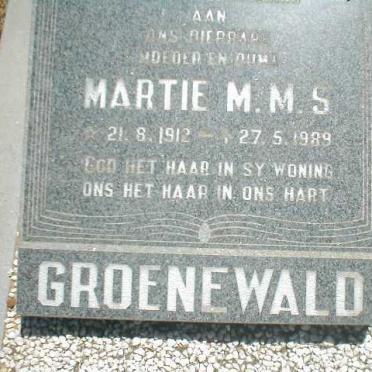 AAN
ONS DIERBARE
MOEDER EN OUMA
MARTIE M.M.S
21.8.1912 - 27.5.1989
GOD HET HAAR IN SY WONING
ONS HET HAAR IN ONS HART
GROENEWALD